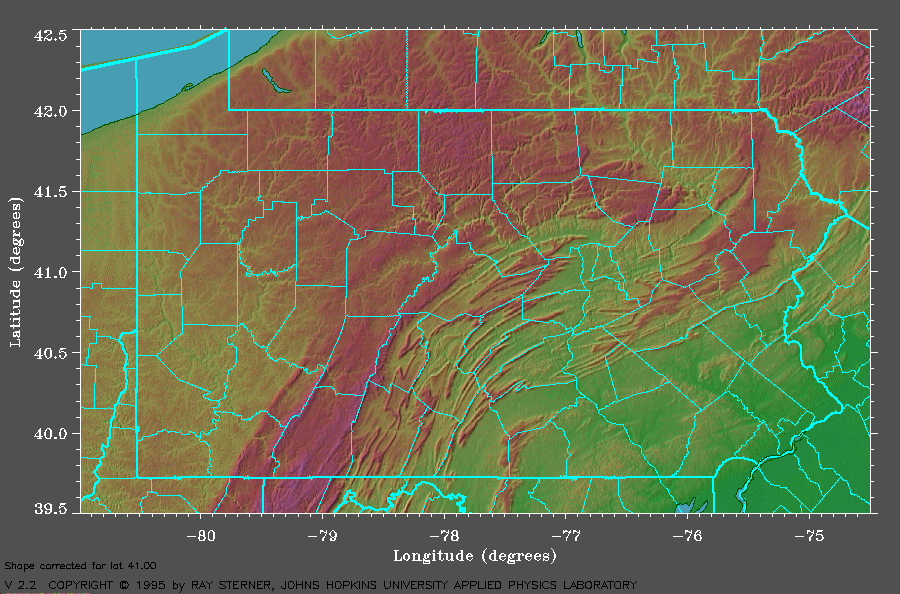 42.5
42.0
41.5
41.0
40.5
40.0
39.5
Latitude (degrees)
-80 -79 -78 -77 -76 -75
Longitude (degrees)
Shape corrected for lat 41.00
V 2.2 COPYRIGHT © 1995 by RAY STERNER, JOHNS HOPKINS UNIVERSITY APPLIED PHYSICS LABORATORY